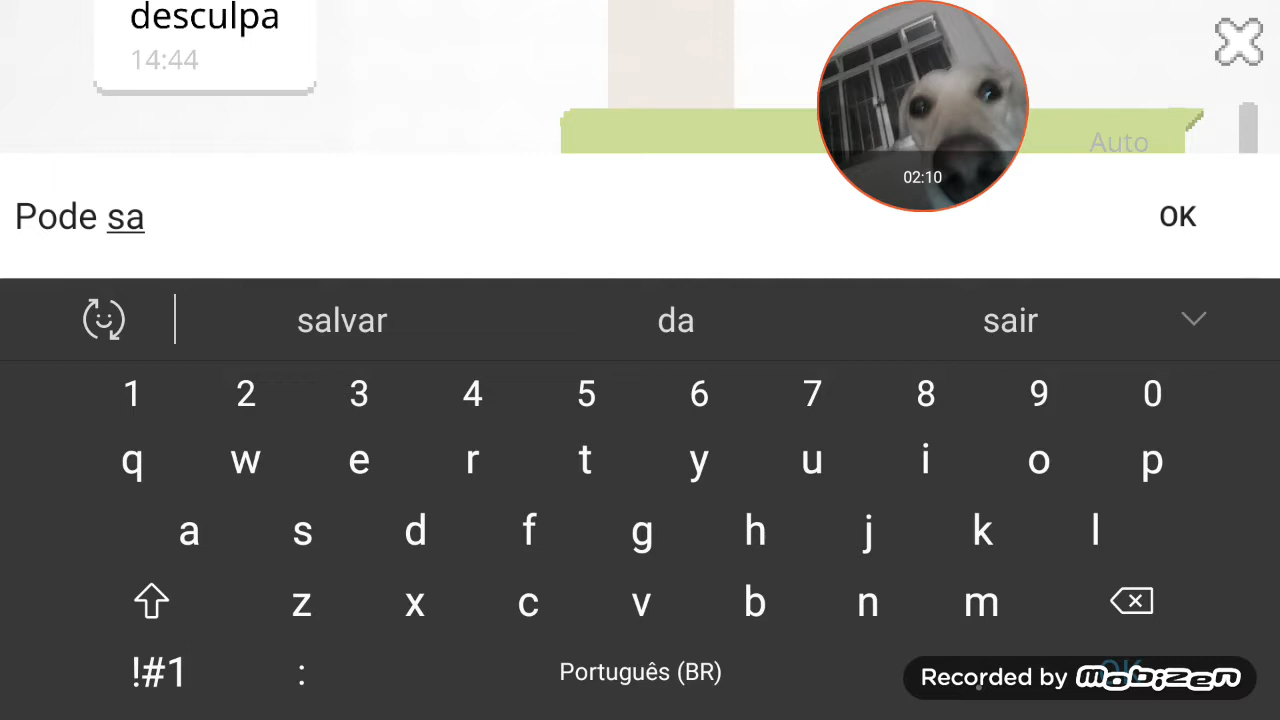 desculpa
14:44
Auto
02:10
Pode sa
OK
salvar da sair
1 2 3 4 5 6 7 8 9 0
q w e r t y u i o p
a s d f g h j k l
z x c v b n m
!#1 : Português (BR) OK
Recorded by mobizen